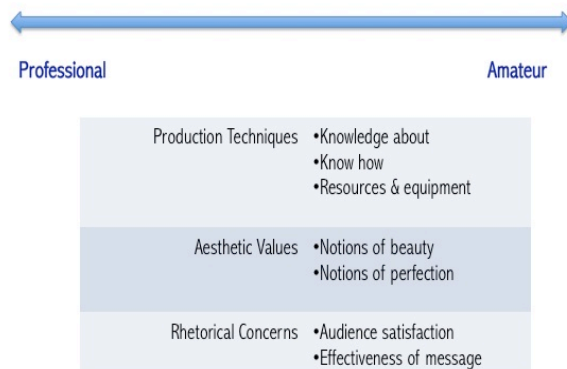 Professional Amateur
Production Techniques •Knowledge about
•Know how
•Resources & equipment
Aesthetic Values •Notions of beauty
•Notions of perfection
Rhetorical Concerns •Audience satisfaction
•Effectiveness of message